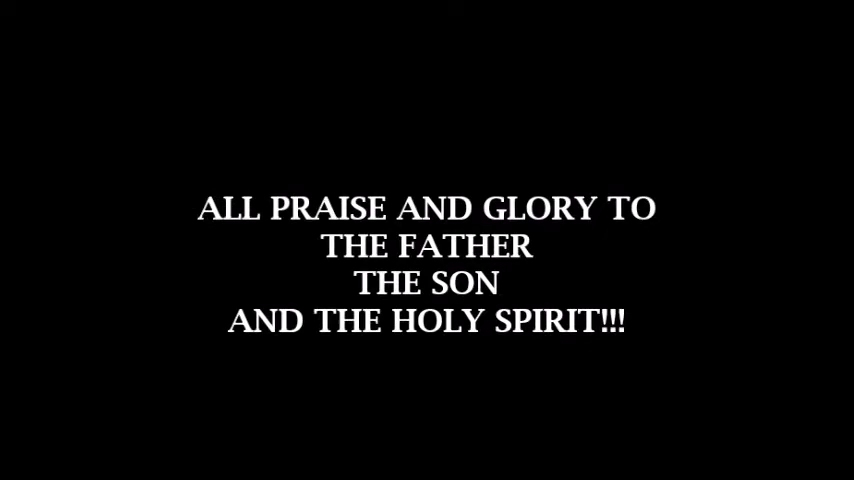 ALL PRAISE AND GLORY TO
THE FATHER
THE SON
AND THE HOLY SPIRIT!!!